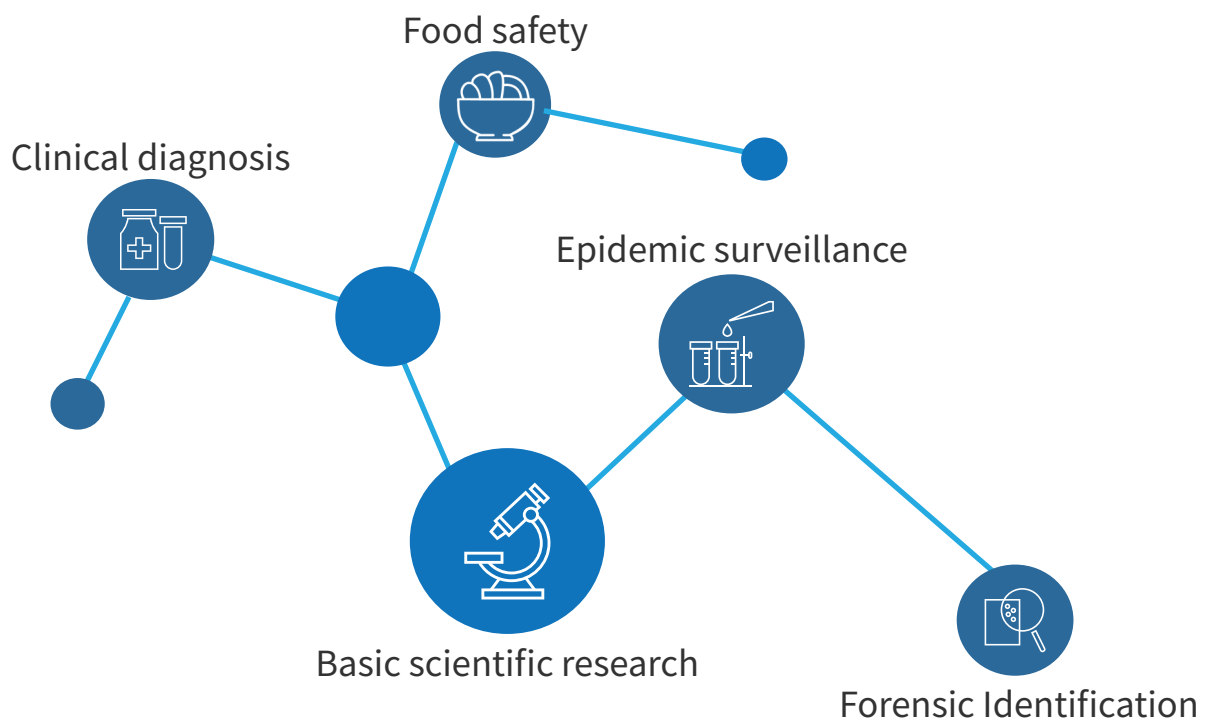 Food safety
Clinical diagnosis
Epidemic surveillance
Basic scientific research
Forensic Identification